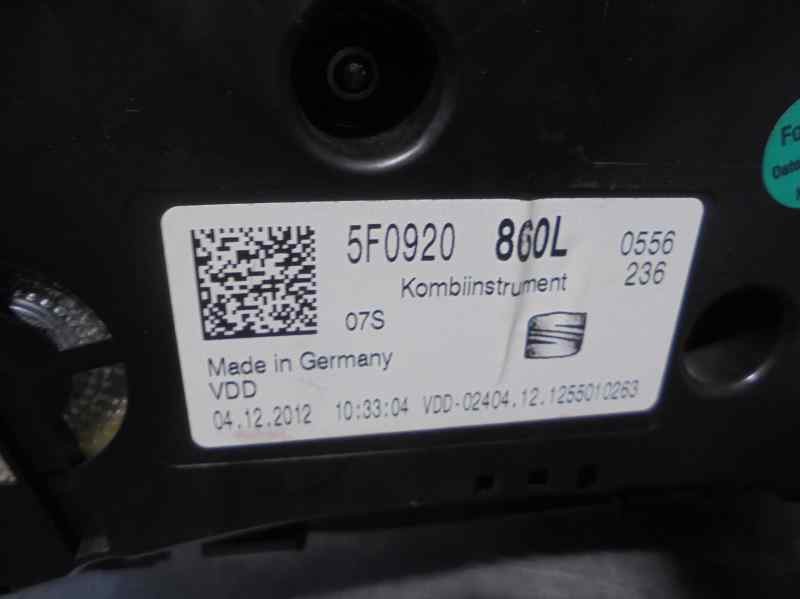 5F0920 860L 0556
Kombiinstrument 236
07S
Made in Germany
VDD
04.12.2012 10:33:04 VDD-02404.12.1255010263